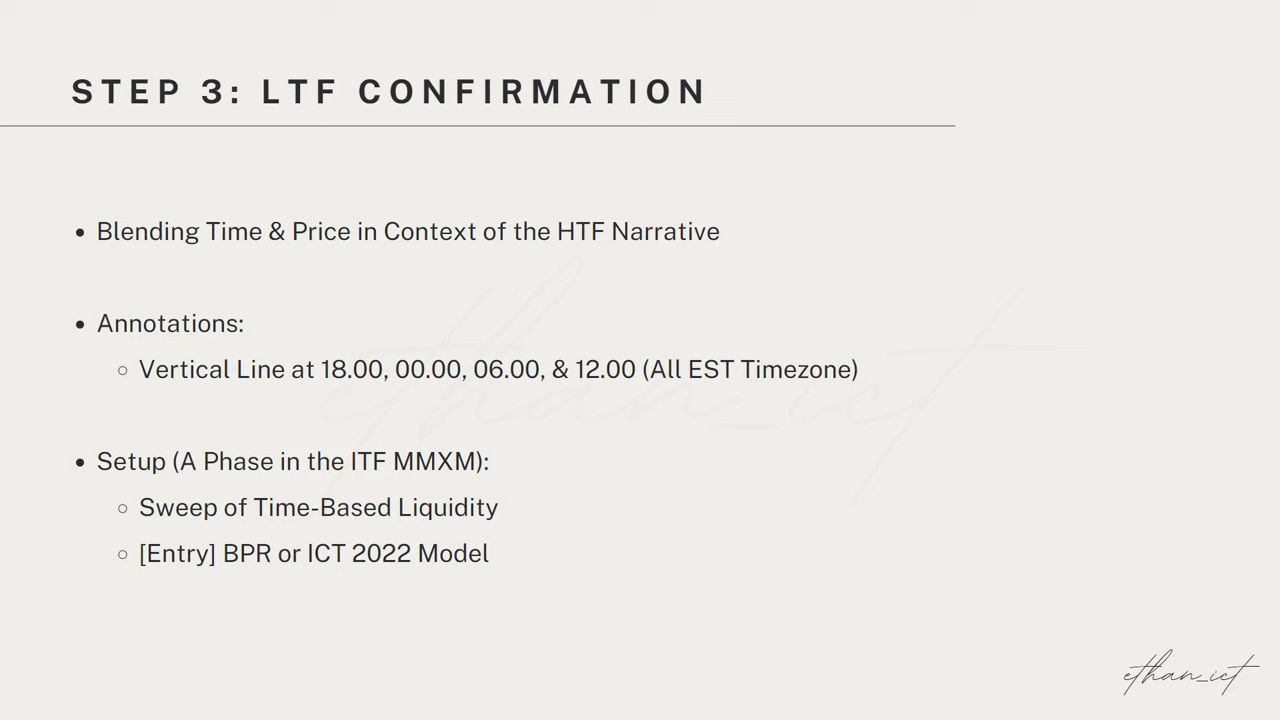 STEP 3: LTF CONFIRMATION
• Blending Time & Price in Context of the HTF Narrative
• Annotations:
○ Vertical Line at 18.00, 00.00, 06.00, & 12.00 (All EST Timezone)
ethan_ict
• Setup (A Phase in the ITF MMXM):
○ Sweep of Time-Based Liquidity
○ [Entry] BPR or ICT 2022 Model
ethan_ict